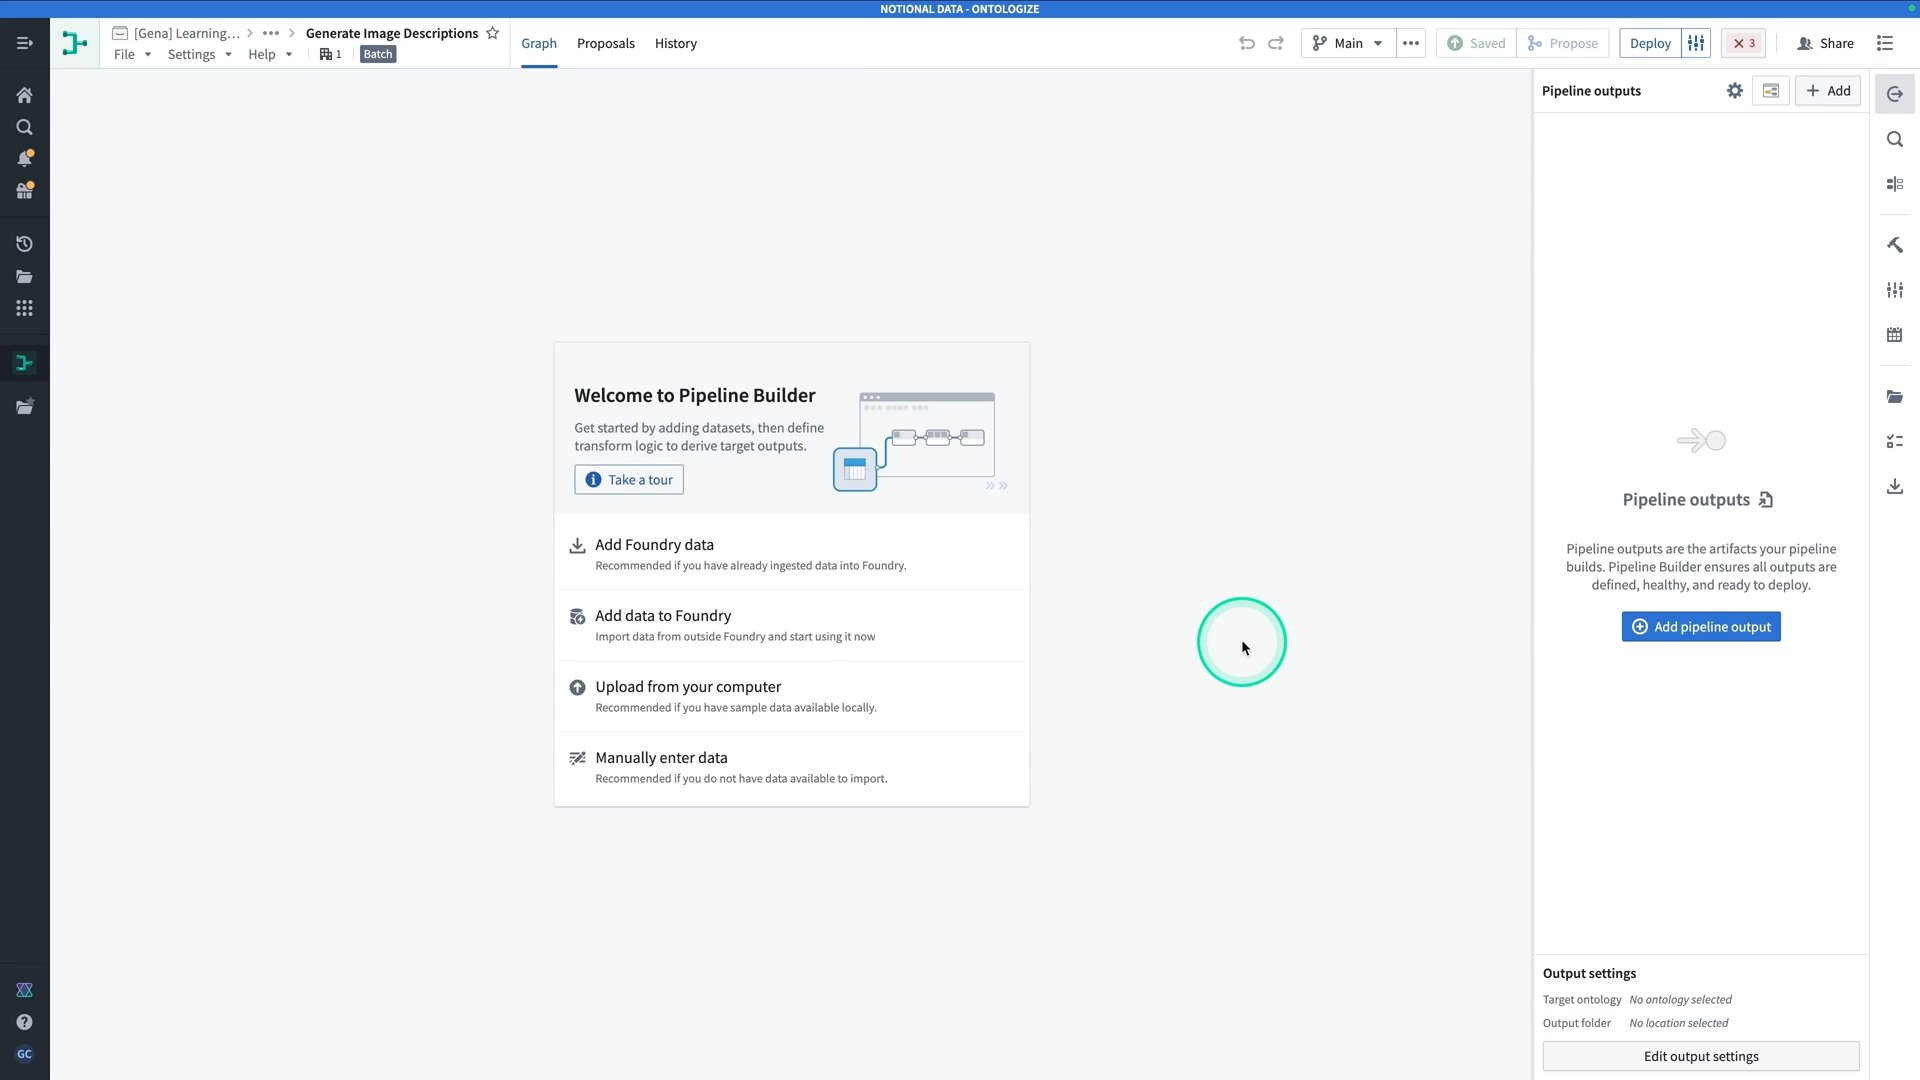 NOTIONAL DATA - ONTOLOGIZE
[Gena] Learning... > ••• > Generate Image Descriptions
File Settings Help 1 Batch
Graph Proposals History
Main ••• Saved Propose Deploy 3 Share
Pipeline outputs Add
Welcome to Pipeline Builder
Get started by adding datasets, then define
transform logic to derive target outputs.
Take a tour
Add Foundry data
Recommended if you have already ingested data into Foundry.
Add data to Foundry
Import data from outside Foundry and start using it now
Upload from your computer
Recommended if you have sample data available locally.
Manually enter data
Recommended if you do not have data available to import.
Pipeline outputs
Pipeline outputs are the artifacts your pipeline
builds. Pipeline Builder ensures all outputs are
defined, healthy, and ready to deploy.
Add pipeline output
Output settings
Target ontology No ontology selected
Output folder No location selected
Edit output settings
GC